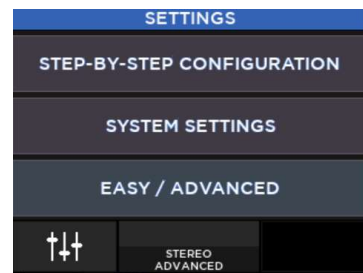 SETTINGS
STEP-BY-STEP CONFIGURATION
SYSTEM SETTINGS
EASY / ADVANCED
STEREO
ADVANCED